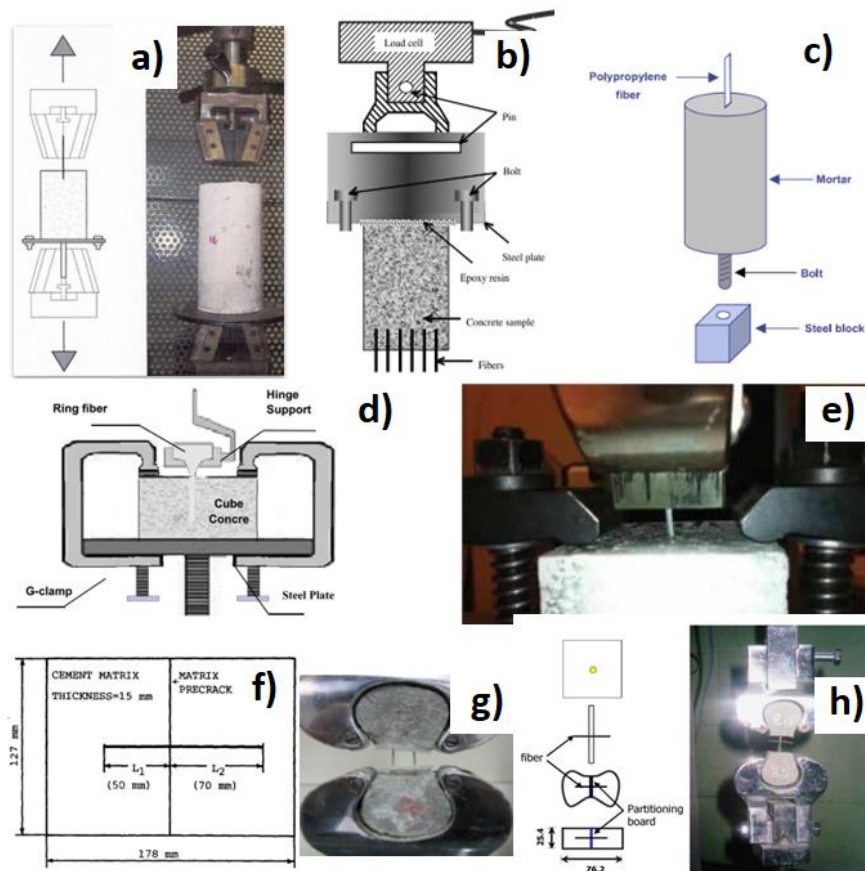 a)
16
b)
Load cell
Pin
Bolt
Steel plate
Epoxy resin
Concrete sample
Fibers
c)
Polypropylene
fiber
Mortar
Bolt
Steel block
d)
Ring fiber
Hinge
Support
Cube
Concre
G-clamp
Steel Plate
e)
f)
CEMENT MATRIX
THICKNESS=15 mm
MATRIX
PRECRACK
127 mm
L₁
(50 mm)
L₂
(70 mm)
178 mm
g)
fiber
Partitioning
board
25.4
76.2
h)